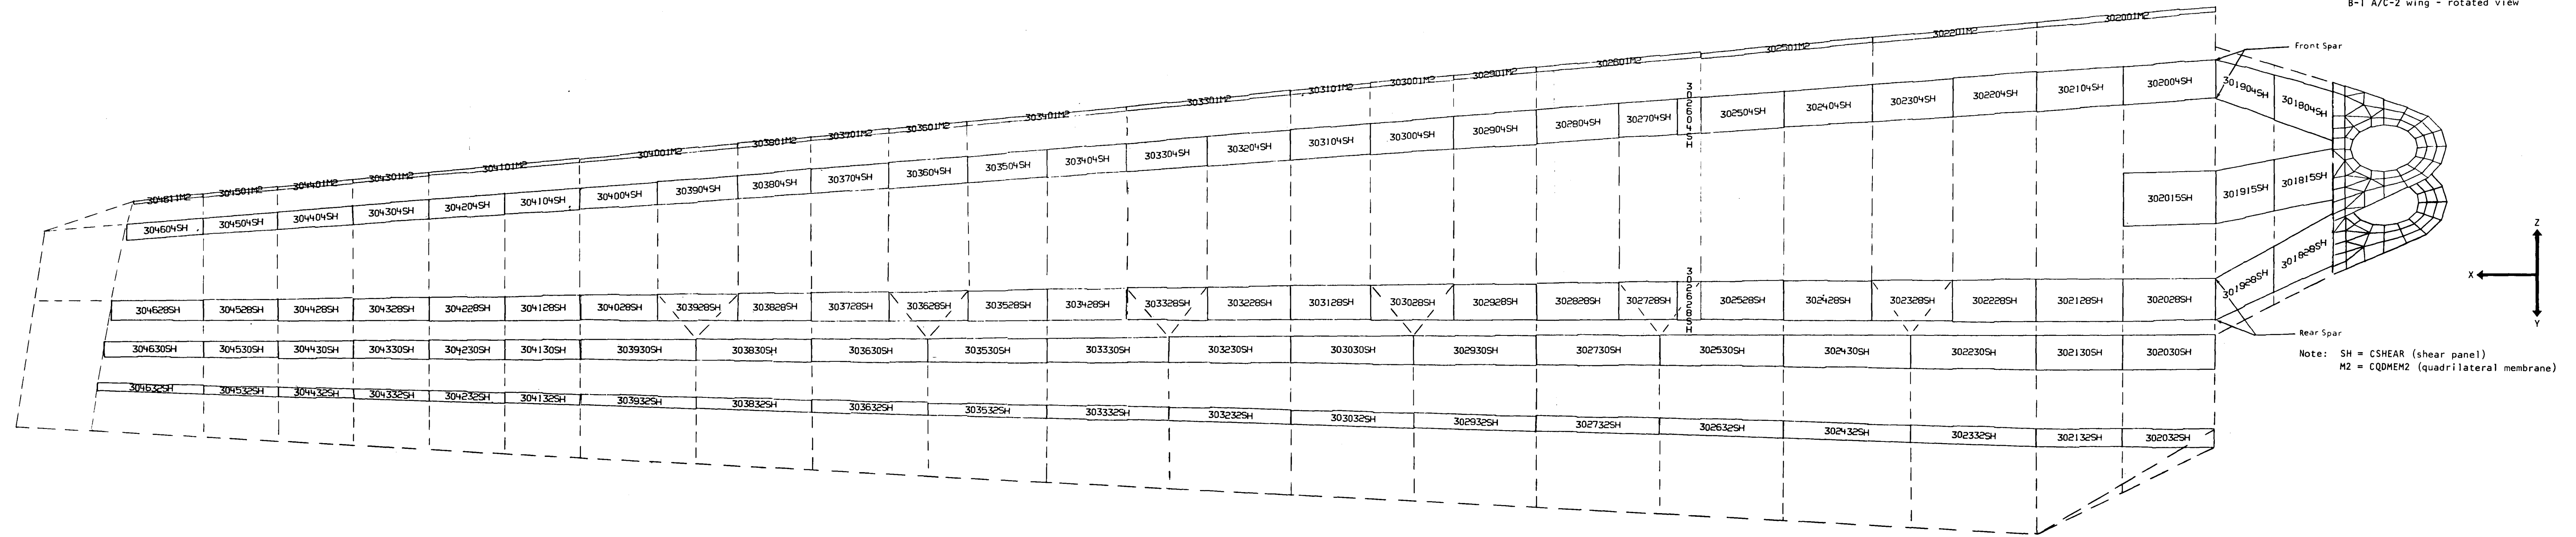 B-1 A/C-2 wing - rotated view
304611M2 304501M2 304401M2 304301M2 304101M2 304001M2 303801M2 303701M2 303601M2 303401M2 303301M2 303101M2 303001M2 302901M2 302801M2 302501M2 302201M2 302001M2
Front Spar
304604SH 304504SH 304404SH 304304SH 304204SH 304104SH 304004SH 303904SH 303804SH 303704SH 303604SH 303504SH 303404SH 303304SH 303204SH 303104SH 303004SH 302904SH 302804SH 302704SH 302604SH 302504SH 302404SH 302304SH 302204SH 302104SH 302004SH 301904SH 301804SH
302015SH 301915SH 301815SH
Z
X
Y
304628SH 304528SH 304428SH 304328SH 304228SH 304128SH 304028SH 303928SH 303828SH 303728SH 303628SH 303528SH 303428SH 303328SH 303228SH 303128SH 303028SH 302928SH 302828SH 302728SH 302628SH 302528SH 302428SH 302328SH 302228SH 302128SH 302028SH 301928SH 301828SH
Rear Spar
304630SH 304530SH 304430SH 304330SH 304230SH 304130SH 303930SH 303830SH 303630SH 303530SH 303330SH 303230SH 303030SH 302930SH 302730SH 302530SH 302430SH 302230SH 302130SH 302030SH
Note: SH = CSHEAR (shear panel)
M2 = CQDMEM2 (quadrilateral membrane)
304632SH 304532SH 304432SH 304332SH 304232SH 304132SH 303932SH 303832SH 303632SH 303532SH 303332SH 303232SH 303032SH 302932SH 302732SH 302632SH 302432SH 302332SH 302132SH 302032SH